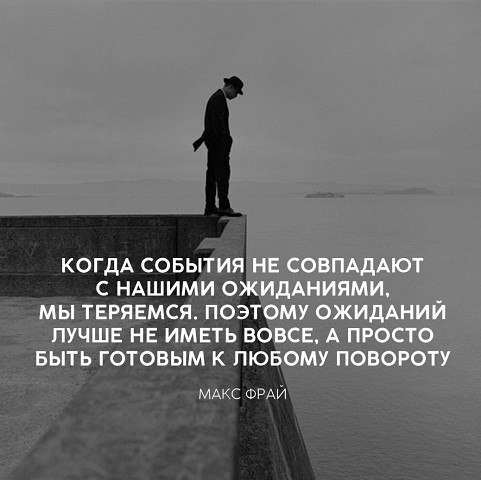 КОГДА СОБЫТИЯ НЕ СОВПАДАЮТ
С НАШИМИ ОЖИДАНИЯМИ,
МЫ ТЕРЯЕМСЯ. ПОЭТОМУ ОЖИДАНИЙ
ЛУЧШЕ НЕ ИМЕТЬ ВОВСЕ, А ПРОСТО
БЫТЬ ГОТОВЫМ К ЛЮБОМУ ПОВОРОТУ
МАКС ФРАЙ